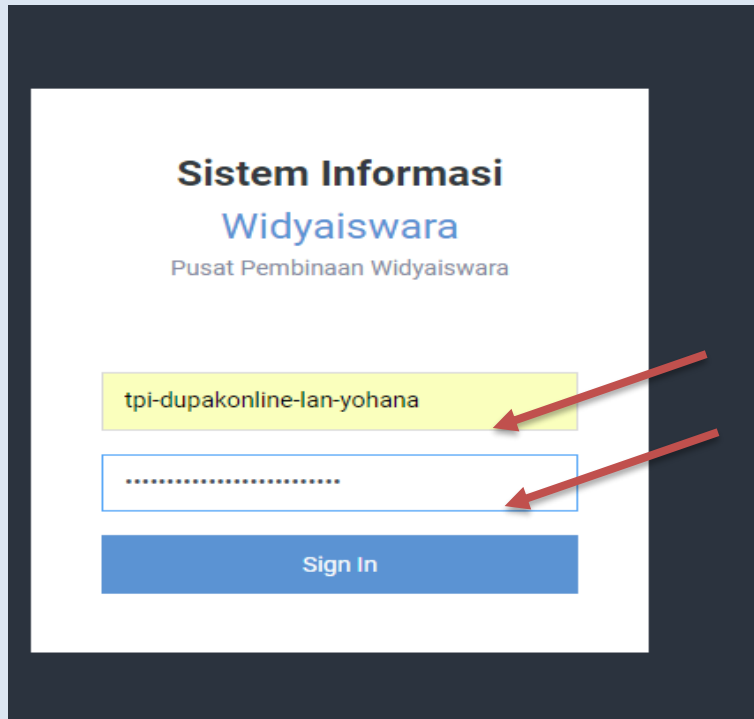 Sistem Informasi
Widyaiswara
Pusat Pembinaan Widyaiswara
tpi-dupakonline-lan-yohana
Sign In